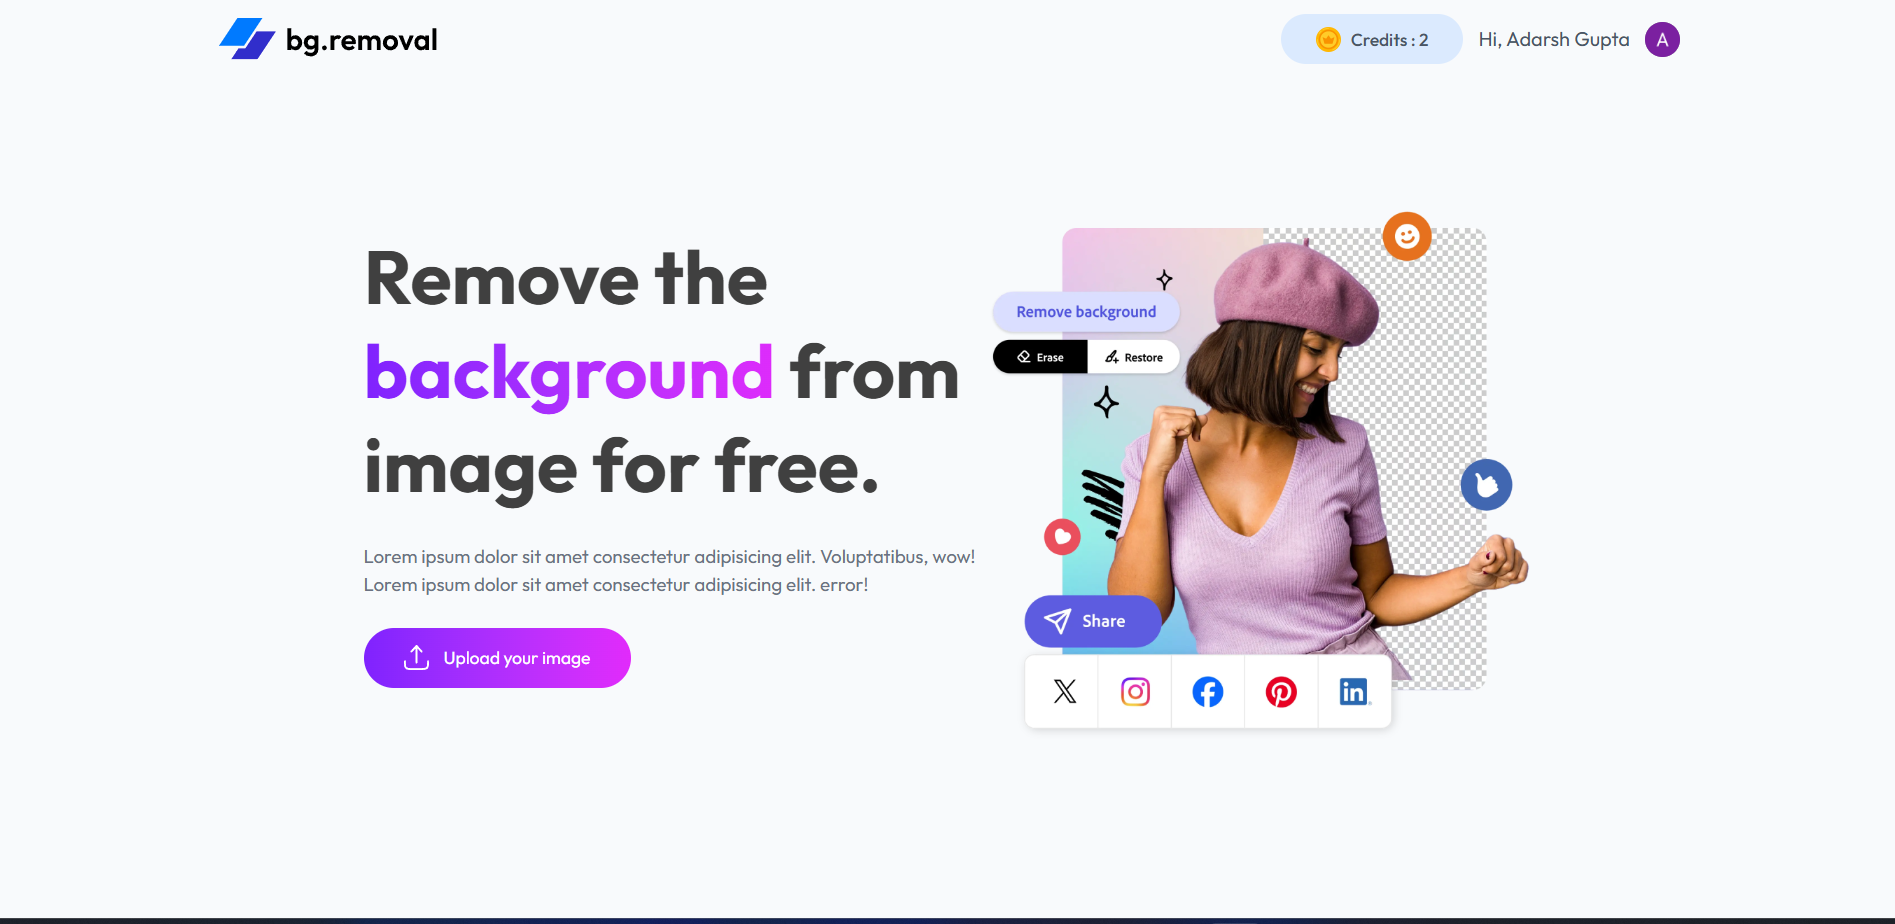 bg.removal
Credits : 2
Hi, Adarsh Gupta
A
Remove the
background from
image for free.
Lorem ipsum dolor sit amet consectetur adipisicing elit. Voluptatibus, wow!
Lorem ipsum dolor sit amet consectetur adipisicing elit. error!
Upload your image
Remove background
Erase
Restore
Share
X
in